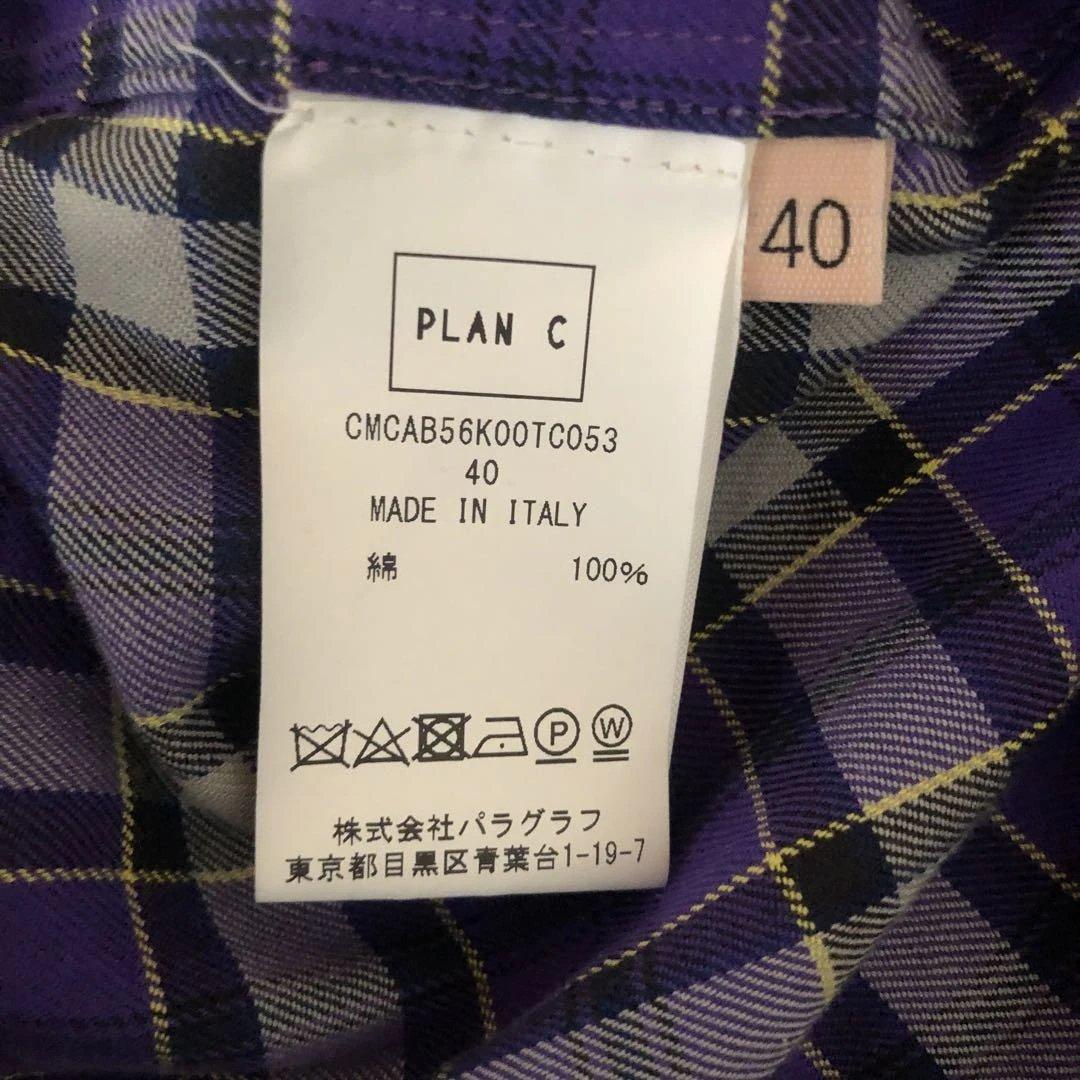 40
PLAN C
CMCAB56K00TC053
40
MADE IN ITALY
綿 100%
P W
株式会社パラグラフ
東京都目黒区青葉台1-19-7